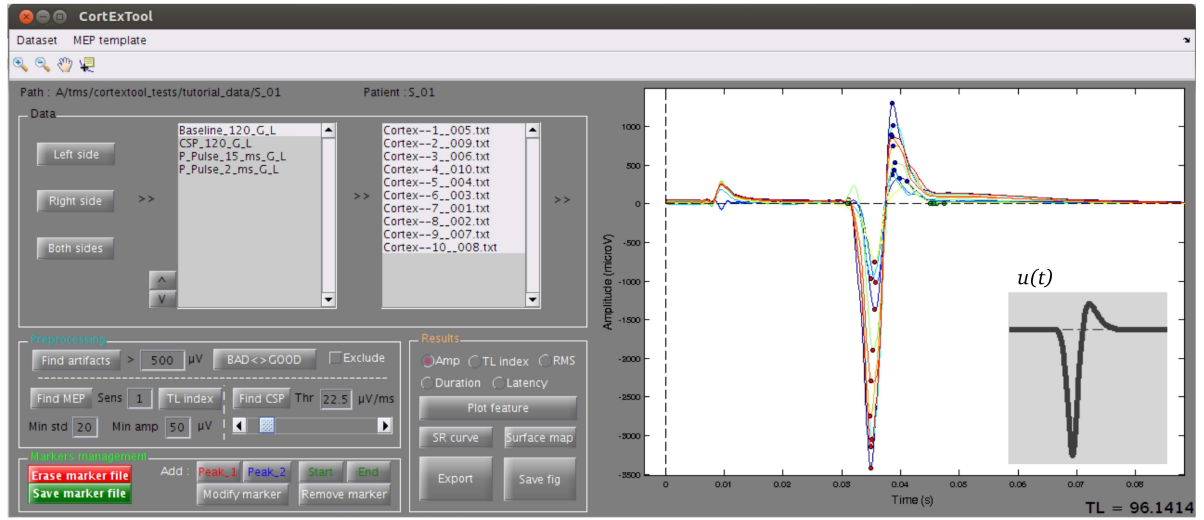 CortExTool
Dataset MEP template
Path : A/tms/cortextool_tests/tutorial_data/S_01 Patient : S_01
Data
Left side
Right side
Both sides
>>
Baseline_120_G_L
CSP_120_G_L
P_Pulse_15_ms_G_L
P_Pulse_2_ms_G_L
^
V
>>
Cortex--1__005.txt
Cortex--2__009.txt
Cortex--3__006.txt
Cortex--4__010.txt
Cortex--5__004.txt
Cortex--6__003.txt
Cortex--7__001.txt
Cortex--8__002.txt
Cortex--9__007.txt
Cortex--10__008.txt
>>
Preprocessing
Find artifacts > 500 µV BAD<>GOOD Exclude
Find MEP Sens 1 TL index Find CSP Thr 22.5 µV/ms
Min std 20 Min amp 50 µV
Markers management
Erase marker file
Save marker file
Add : Peak_1 Peak_2 Start End
Modify marker Remove marker
Results
Amp TL index RMS
Duration Latency
Plot feature
SR curve Surface map
Export Save fig
Amplitude (microV)
1000
500
0
-500
-1000
-1500
-2000
-2500
-3000
-3500
0 0.01 0.02 0.03 0.04 0.05 0.06 0.07 0.08
Time (s)
u(t)
TL = 96.1414